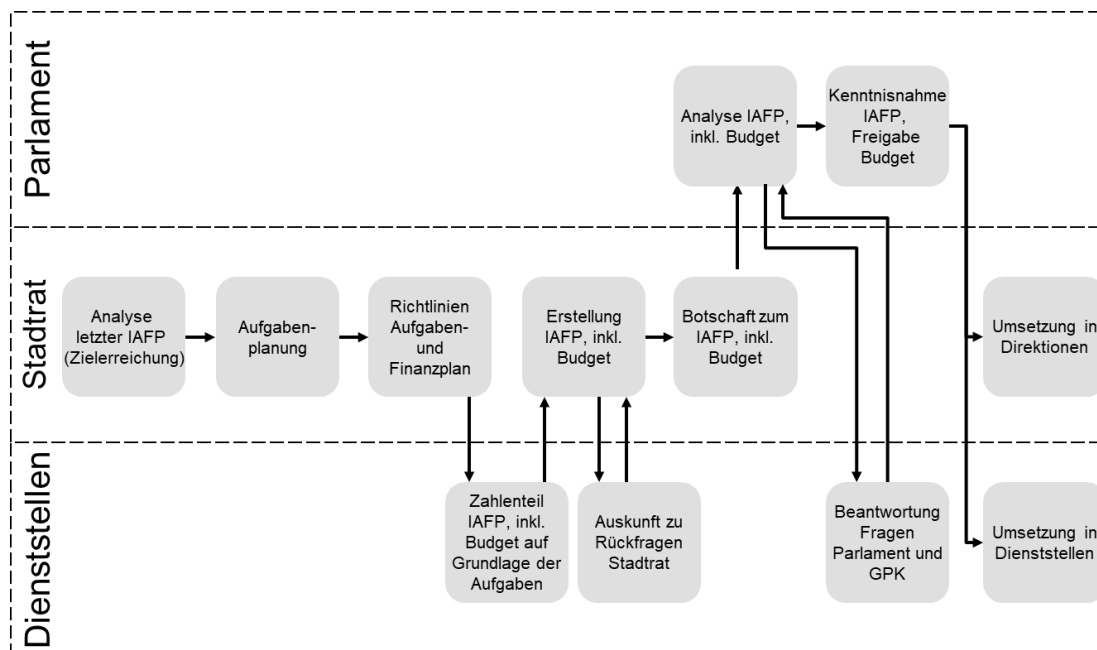 Parlament
Analyse IAFP,
inkl. Budget
Kenntnisnahme
IAFP,
Freigabe
Budget
Stadtrat
Analyse
letzter IAFP
(Zielerreichung)
Aufgaben-
planung
Richtlinien
Aufgaben-
und
Finanzplan
Erstellung
IAFP, inkl.
Budget
Botschaft zum
IAFP, inkl.
Budget
Umsetzung in
Direktionen
Dienststellen
Zahlenteil
IAFP, inkl.
Budget auf
Grundlage der
Aufgaben
Auskunft zu
Rückfragen
Stadtrat
Beantwortung
Fragen
Parlament und
GPK
Umsetzung in
Dienststellen